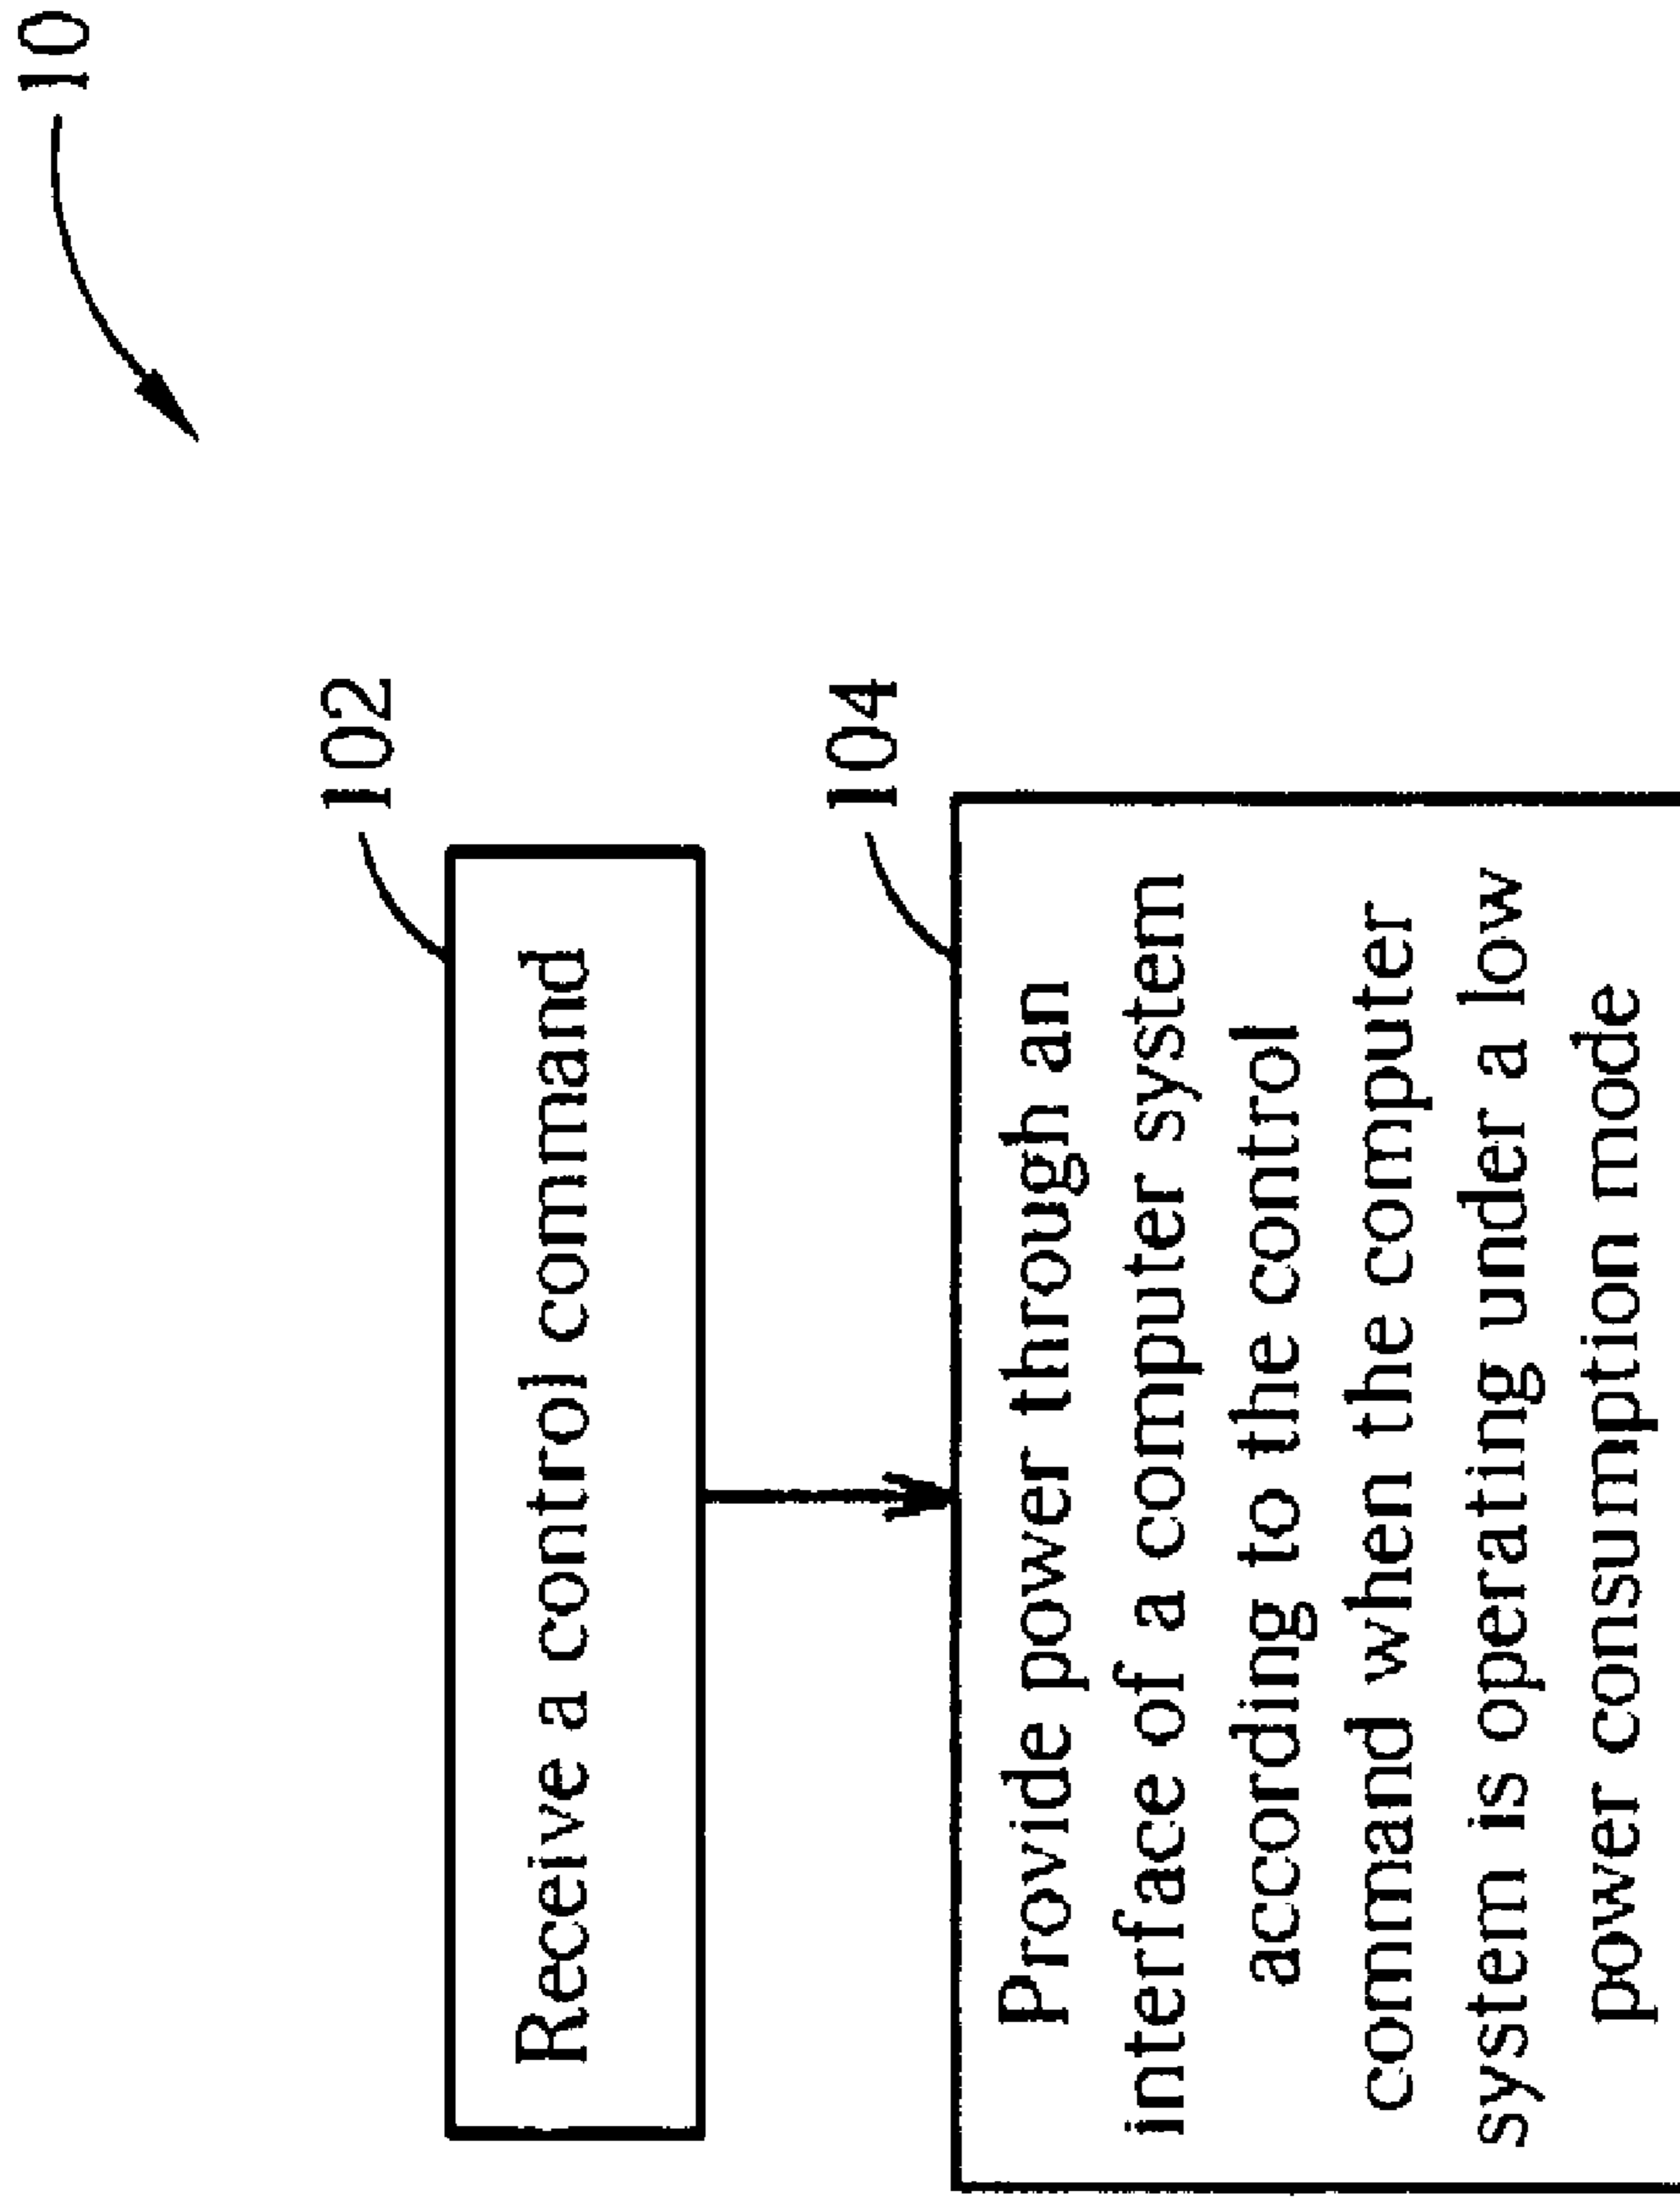 10
102
Receive a control command
104
Provide power through an
interface of a computer system
according to the control
command when the computer
system is operating under a low
power consumption mode